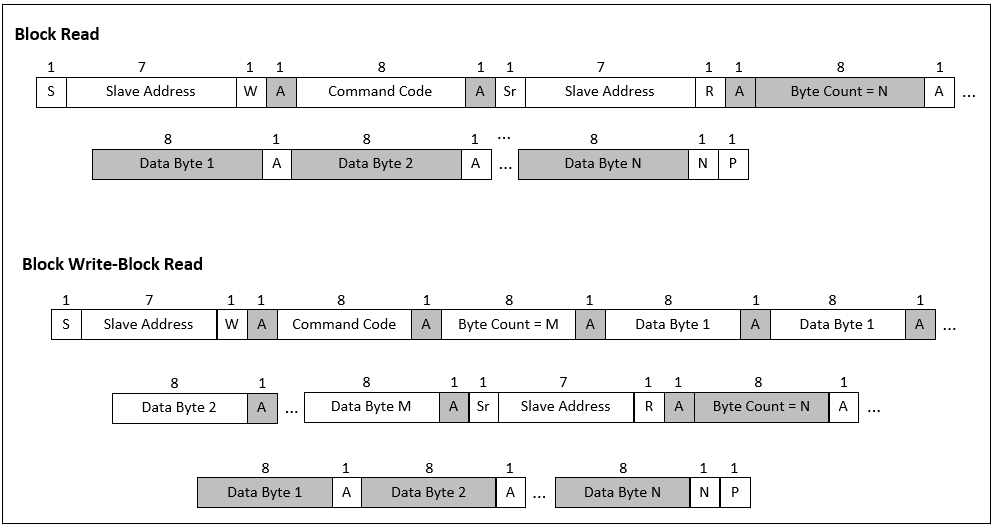 Block Read
1 7 1 1 8 1 1 7 1 1 8 1
S Slave Address W A Command Code A Sr Slave Address R A Byte Count = N A ...
8 1 8 1 ... 8 1 1
Data Byte 1 A Data Byte 2 A ... Data Byte N N P
Block Write-Block Read
1 7 1 1 8 1 8 1 8 1 8 1
S Slave Address W A Command Code A Byte Count = M A Data Byte 1 A Data Byte 1 A ...
8 1 8 1 1 7 1 1 8 1
Data Byte 2 A ... Data Byte M A Sr Slave Address R A Byte Count = N A ...
8 1 8 1 8 1 1
Data Byte 1 A Data Byte 2 A ... Data Byte N N P